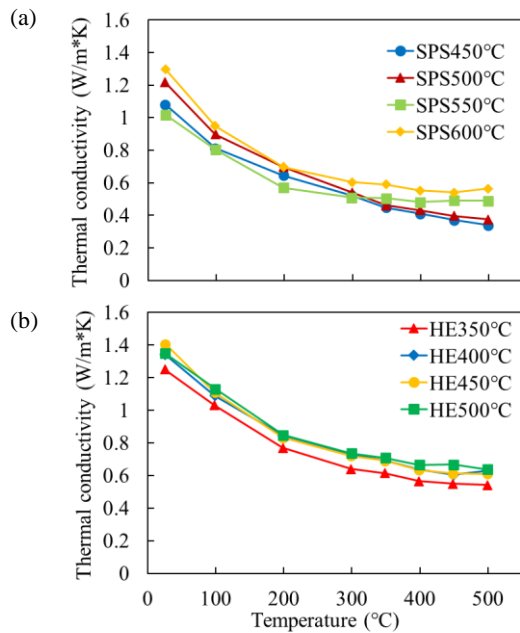 (a)
Thermal conductivity (W/m*K)
1.6
1.4
1.2
1
0.8
0.6
0.4
0.2
0
SPS450℃
SPS500℃
SPS550℃
SPS600℃
(b)
Thermal conductivity (W/m*K)
1.6
1.4
1.2
1
0.8
0.6
0.4
0.2
0
HE350℃
HE400℃
HE450℃
HE500℃
0 100 200 300 400 500
Temperature (℃)